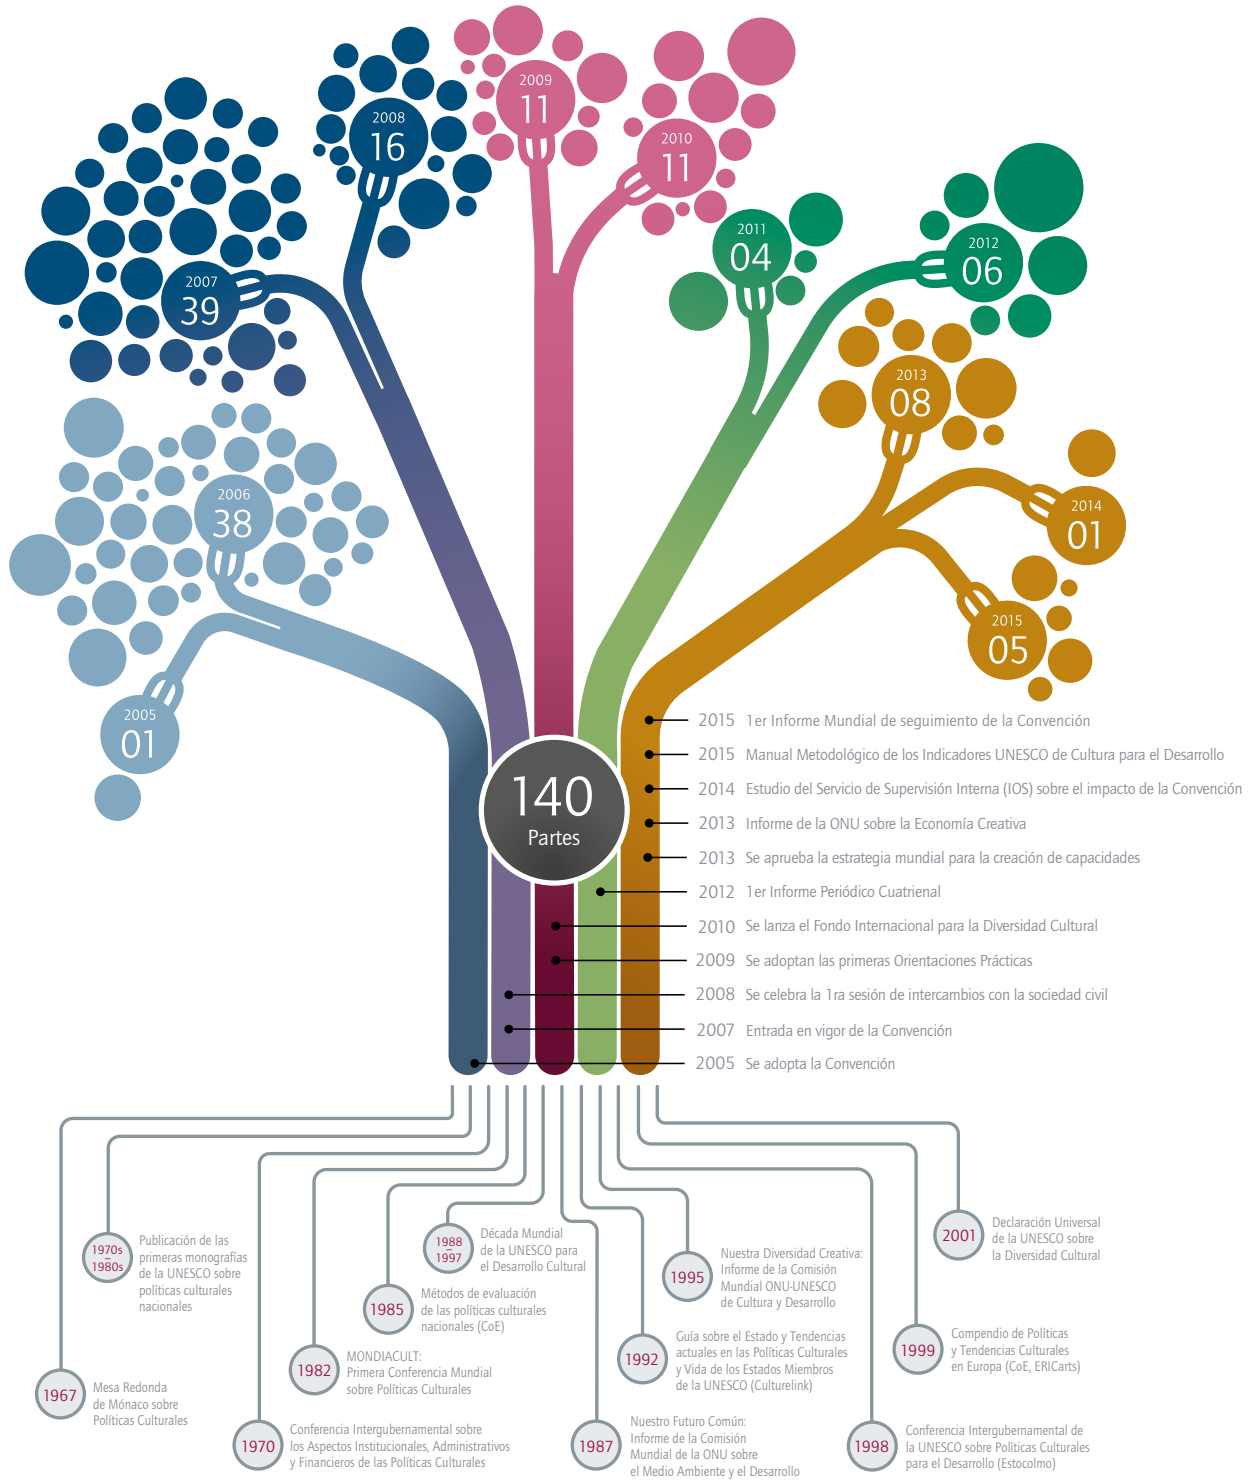 2009
11
2008
16
2010
11
2011
04
2012
06
2007
39
2013
08
2006
38
2014
01
2015
05
2005
01
140
Partes
2015 1er Informe Mundial de seguimiento de la Convención
2015 Manual Metodológico de los Indicadores UNESCO de Cultura para el Desarrollo
2014 Estudio del Servicio de Supervisión Interna (IOS) sobre el impacto de la Convención
2013 Informe de la ONU sobre la Economía Creativa
2013 Se aprueba la estrategia mundial para la creación de capacidades
2012 1er Informe Periódico Cuatrienal
2010 Se lanza el Fondo Internacional para la Diversidad Cultural
2009 Se adoptan las primeras Orientaciones Prácticas
2008 Se celebra la 1ra sesión de intercambios con la sociedad civil
2007 Entrada en vigor de la Convención
2005 Se adopta la Convención
1967
Mesa Redonda
de Mónaco sobre
Políticas Culturales
1970s
–
1980s
Publicación de las
primeras monografías
de la UNESCO sobre
políticas culturales
nacionales
1970
Conferencia Intergubernamental sobre
los Aspectos Institucionales, Administrativos
y Financieros de las Políticas Culturales
1982
MONDIACULT:
Primera Conferencia Mundial
sobre Políticas Culturales
1985
Métodos de evaluación
de las políticas culturales
nacionales (CoE)
1988
–
1997
Década Mundial
de la UNESCO para
el Desarrollo Cultural
1987
Nuestro Futuro Común:
Informe de la Comisión
Mundial de la ONU sobre
el Medio Ambiente y el Desarrollo
1992
Guía sobre el Estado y Tendencias
actuales en las Políticas Culturales
y Vida de los Estados Miembros
de la UNESCO (Culturelink)
1995
Nuestra Diversidad Creativa:
Informe de la Comisión
Mundial ONU-UNESCO
de Cultura y Desarrollo
1998
Conferencia Intergubernamental de
la UNESCO sobre Políticas Culturales
para el Desarrollo (Estocolmo)
1999
Compendio de Políticas
y Tendencias Culturales
en Europa (CoE, ERICarts)
2001
Declaración Universal
de la UNESCO sobre
la Diversidad Cultural